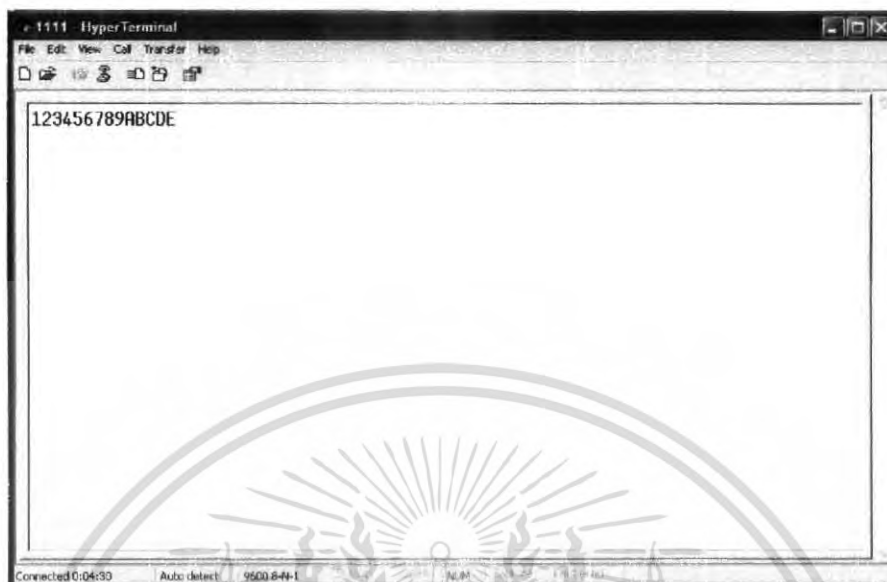 1111 - HyperTerminal
File Edit View Call Transfer Help
123456789ABCDE
Connected 0:04:30 Auto detect 9600 8-N-1 NUM